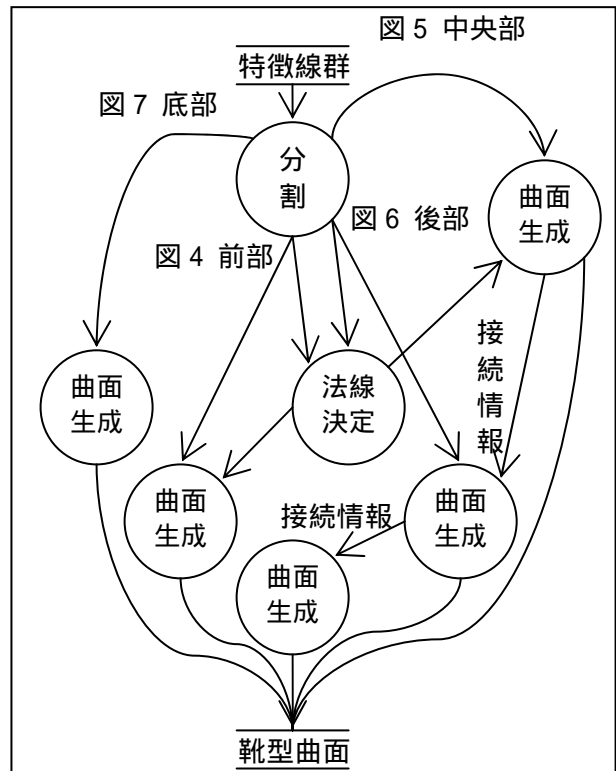 図5 中央部
特徴線群
図7 底部
分
割
曲面
生成
図6 後部
図4 前部
接
続
情
報
曲面
生成
法線
決定
曲面
生成
接続情報
曲面
生成
曲面
生成
靴型曲面